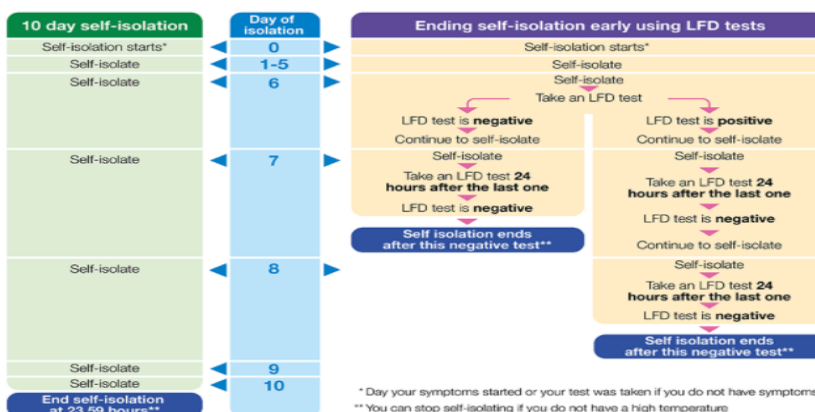 10 day self-isolation
Self-isolation starts*
Self-isolate
Self-isolate
Self-isolate
Self-isolate
Self-isolate
Self-isolate
End self-isolation
at 23.59 hours**
Day of
isolation
0
1-5
6
7
8
9
10
Ending self-isolation early using LFD tests
Self-isolation starts*
Self-isolate
Self-isolate
Take an LFD test
LFD test is negative
Continue to self-isolate
Self-isolate
Take an LFD test 24
hours after the last one
LFD test is negative
Self isolation ends
after this negative test**
LFD test is positive
Continue to self-isolate
Self-isolate
Take an LFD test 24
hours after the last one
LFD test is negative
Continue to self-isolate
Self-isolate
Take an LFD test 24
hours after the last one
LFD test is negative
Self isolation ends
after this negative test**
* Day your symptoms started or your test was taken if you do not have symptoms
** You can stop self-isolating if you do not have a high temperature